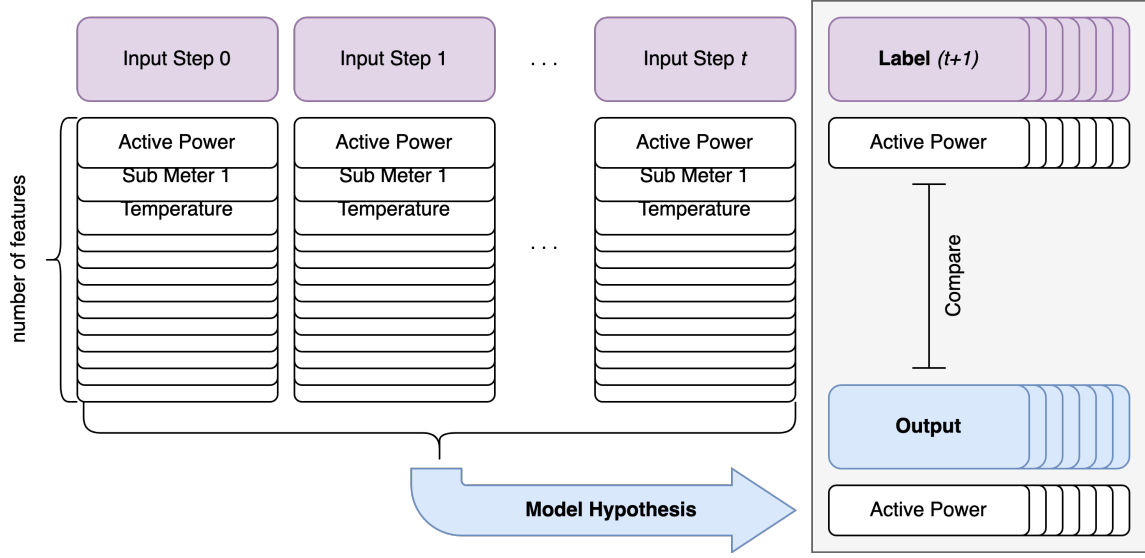 Input Step 0
Input Step 1
. . .
Input Step t
Label (t+1)
Active Power
Active Power
Active Power
Active Power
Sub Meter 1
Sub Meter 1
Sub Meter 1
Temperature
Temperature
Temperature
. . .
number of features
Compare
Output
Model Hypothesis
Active Power